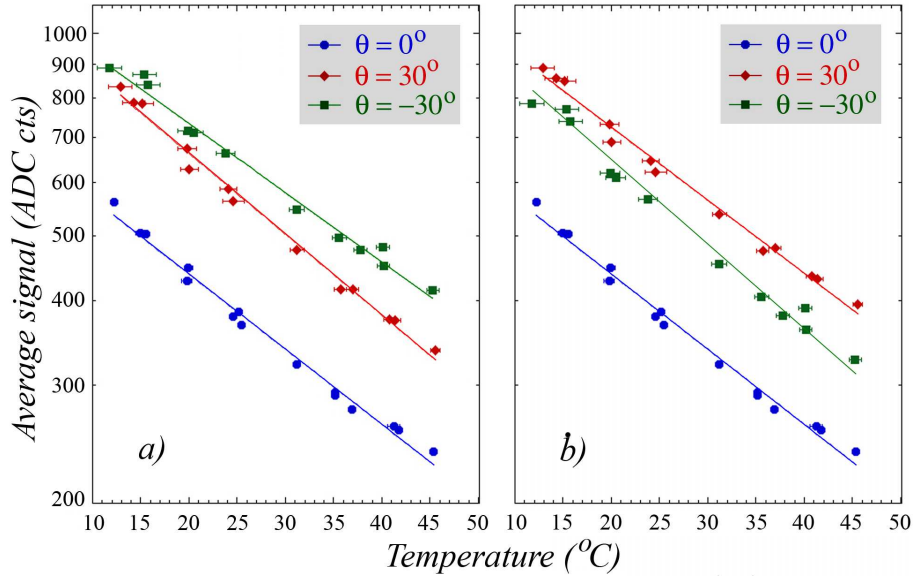 1000
900
800
700
600
500
400
300
200
Average signal (ADC cts)
θ = 0°
θ = 30°
θ = −30°
a)
10 15 20 25 30 35 40 45 50
θ = 0°
θ = 30°
θ = −30°
b)
10 15 20 25 30 35 40 45 50
Temperature (°C)